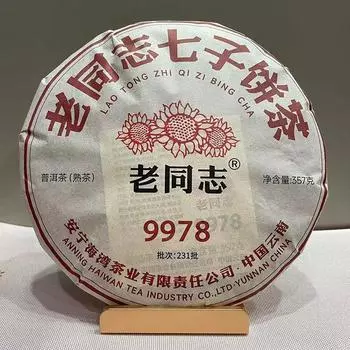 老同志七子饼茶
LAO TONG ZHI QI ZI BING CHA
普洱茶(熟茶)
净含量:357克
老同志®
9978
批次:231批
安宁海湾茶业有限责任公司·中国云南
ANNING HAIWAN TEA INDUSTRY CO.,LTD·YUNNAN CHINA